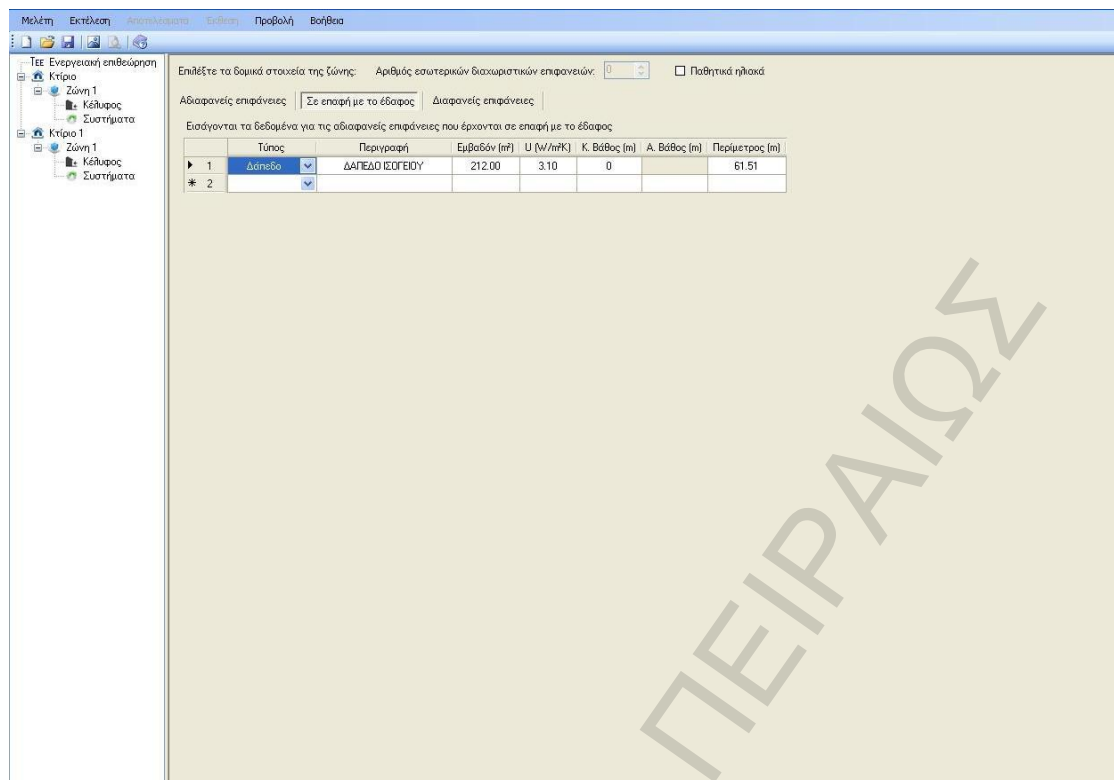 Μελέτη Εκτέλεση Αποτελέσματα Έκθεση Προβολή Βοήθεια
ΤΕΕ Ενεργειακή επιθεώρηση
Κτίριο
Ζώνη 1
Κέλυφος
Συστήματα
Κτίριο 1
Ζώνη 1
Κέλυφος
Συστήματα
Επιλέξτε τα δομικά στοιχεία της ζώνης: Αριθμός εσωτερικών διαχωριστικών επιφανειών: 0 Παθητικά ηλιακά
Αδιαφανείς επιφάνειες Σε επαφή με το έδαφος Διαφανείς επιφάνειες
Εισάγονται τα δεδομένα για τις αδιαφανείς επιφάνειες που έρχονται σε επαφή με το έδαφος
Τύπος Περιγραφή Εμβαδόν (m²) U (W/m²K) Κ. Βάθος (m) Α. Βάθος (m) Περίμετρος (m)
1 Δάπεδο ΔΑΠΕΔΟ ΙΣΟΓΕΙΟΥ 212.00 3.10 0 61.51
* 2
ΠΕΙΡΑΙΩΣ